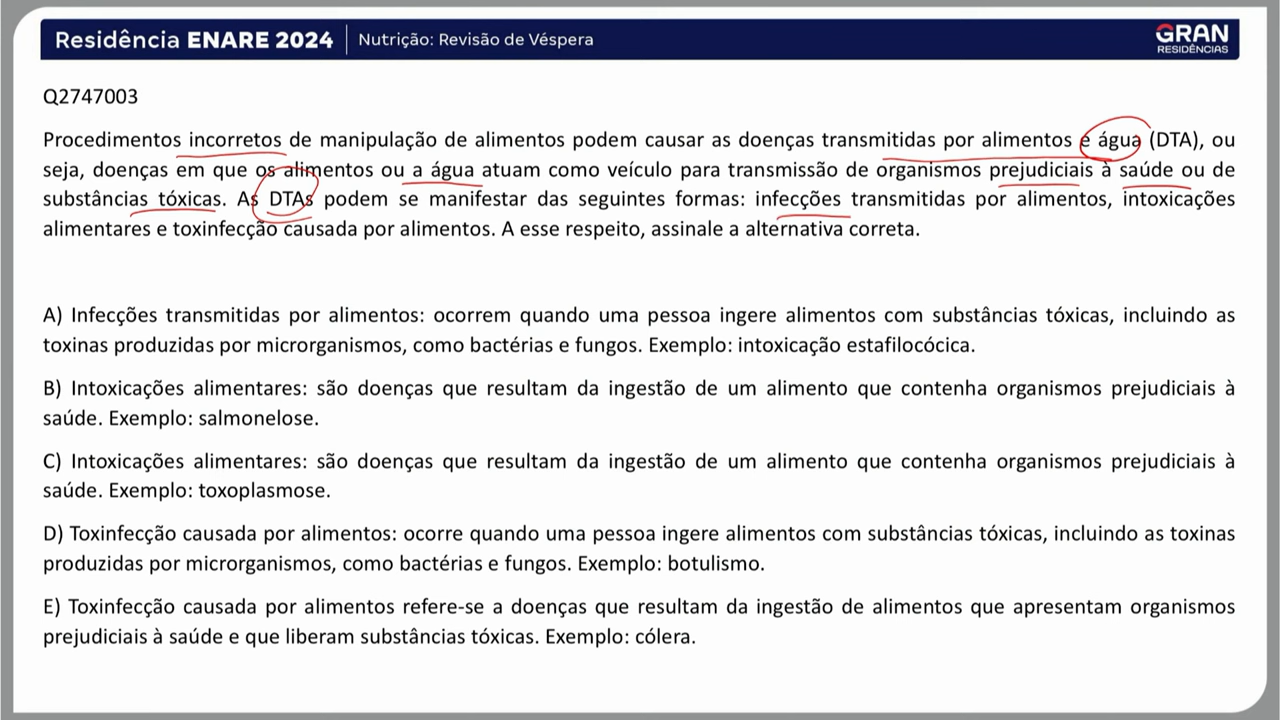 Residência ENARE 2024 | Nutrição: Revisão de Véspera
GRAN
RESIDÊNCIAS
Q2747003
Procedimentos incorretos de manipulação de alimentos podem causar as doenças transmitidas por alimentos e água (DTA), ou
seja, doenças em que os alimentos ou a água atuam como veículo para transmissão de organismos prejudiciais à saúde ou de
substâncias tóxicas. As DTAs podem se manifestar das seguintes formas: infecções transmitidas por alimentos, intoxicações
alimentares e toxinfecção causada por alimentos. A esse respeito, assinale a alternativa correta.
A) Infecções transmitidas por alimentos: ocorrem quando uma pessoa ingere alimentos com substâncias tóxicas, incluindo as
toxinas produzidas por microrganismos, como bactérias e fungos. Exemplo: intoxicação estafilocócica.
B) Intoxicações alimentares: são doenças que resultam da ingestão de um alimento que contenha organismos prejudiciais à
saúde. Exemplo: salmonelose.
C) Intoxicações alimentares: são doenças que resultam da ingestão de um alimento que contenha organismos prejudiciais à
saúde. Exemplo: toxoplasmose.
D) Toxinfecção causada por alimentos: ocorre quando uma pessoa ingere alimentos com substâncias tóxicas, incluindo as toxinas
produzidas por microrganismos, como bactérias e fungos. Exemplo: botulismo.
E) Toxinfecção causada por alimentos refere-se a doenças que resultam da ingestão de alimentos que apresentam organismos
prejudiciais à saúde e que liberam substâncias tóxicas. Exemplo: cólera.